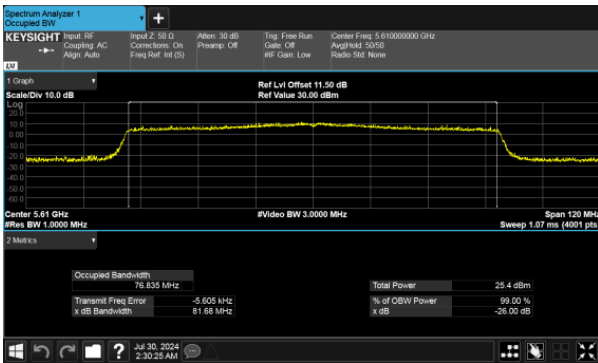 Spectrum Analyzer 1
Occupied BW
+
KEYSIGHT Input: RF Input Z: 50 Ω Atten: 30 dB Trig: Free Run Center Freq: 5.610000000 GHz
Coupling: AC Corrections: On Preamp: Off Gate: Off Avg|Hold: 50/50
Align: Auto Freq Ref: Int (S) #IF Gain: Low Radio Std: None
LXI
1 Graph
Ref Lvl Offset 11.50 dB
Scale/Div 10.0 dB Ref Value 30.00 dBm
Log
20.0
10.0
0.00
-10.0
-20.0
-30.0
-40.0
-50.0
-60.0
Center 5.61 GHz #Video BW 3.0000 MHz Span 120 MHz
#Res BW 1.0000 MHz Sweep 1.07 ms (4001 pts)
2 Metrics
Occupied Bandwidth
76.835 MHz Total Power 25.4 dBm
Transmit Freq Error -5.605 kHz % of OBW Power 99.00 %
x dB Bandwidth 81.68 MHz x dB -26.00 dB
? Jul 30, 2024
2:30:25 AM